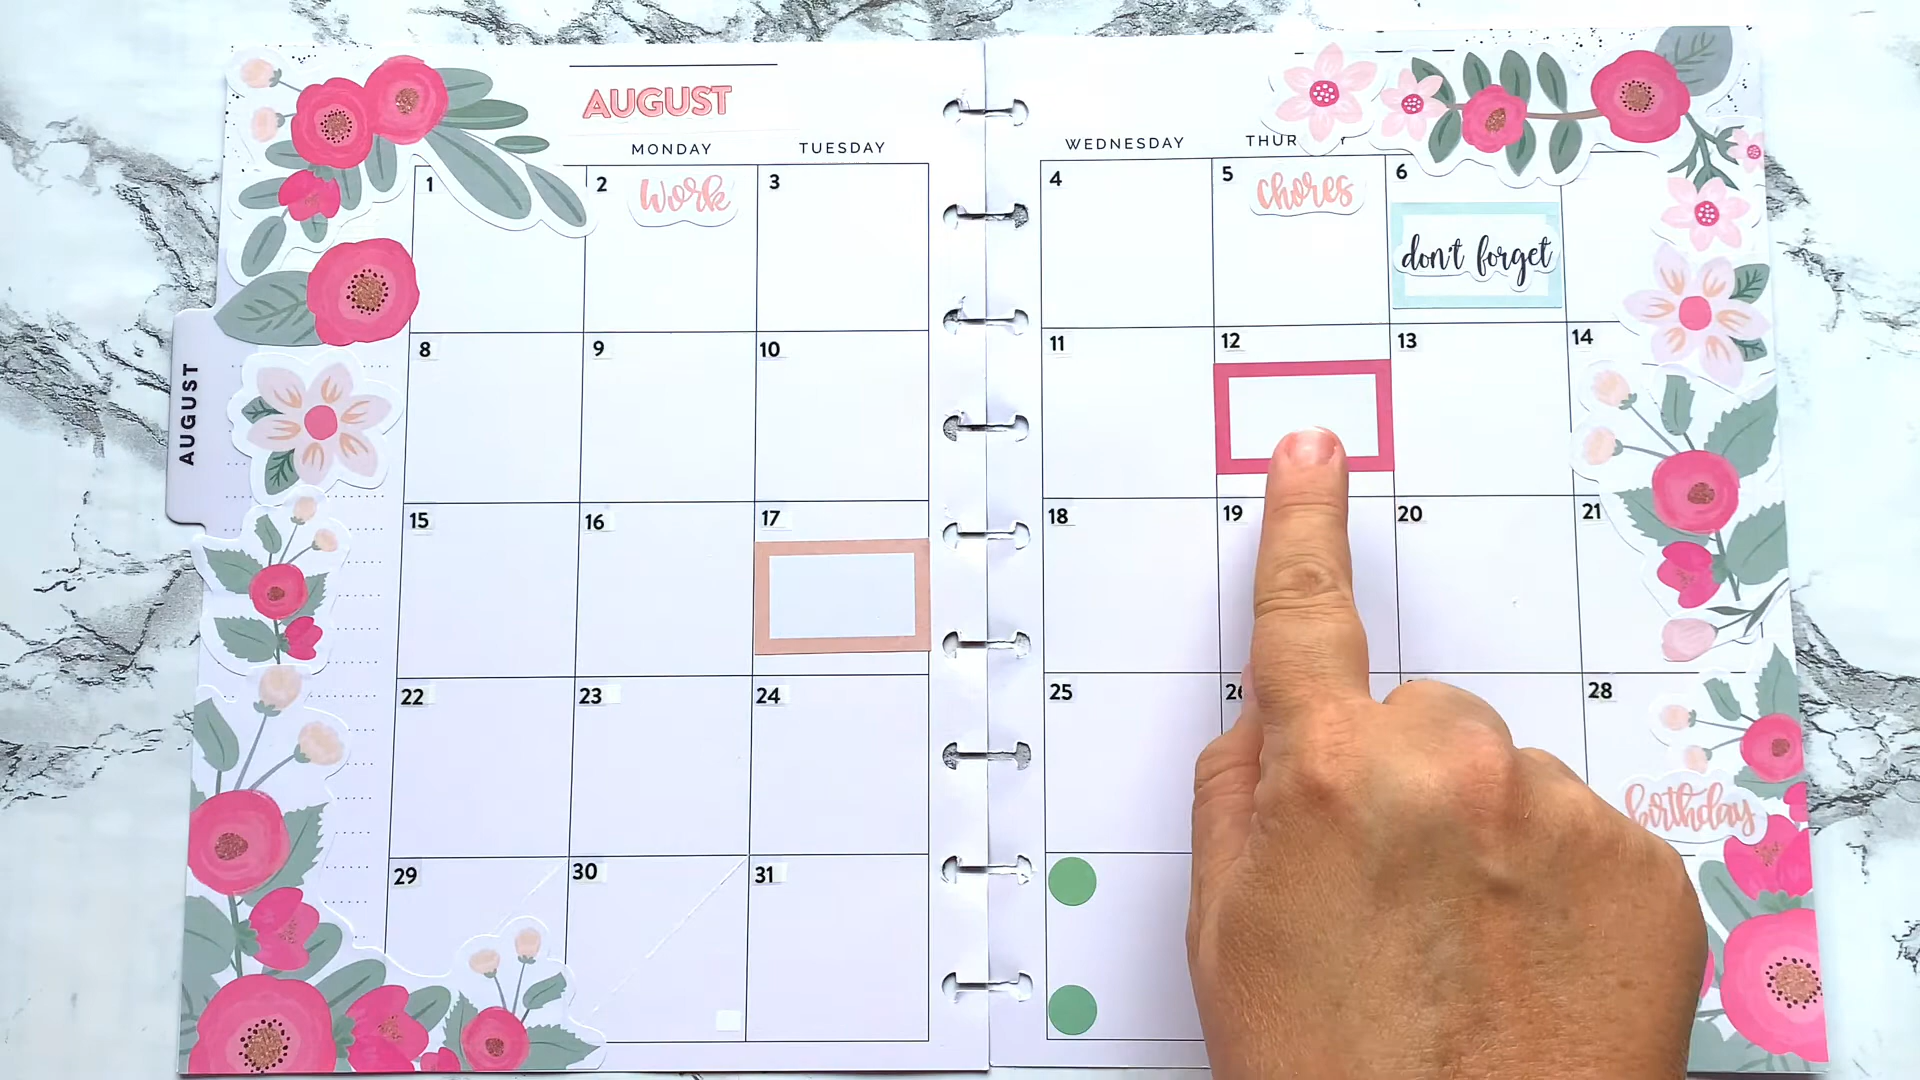 AUGUST
MONDAY TUESDAY WEDNESDAY
1 2 Work 3 4 5 chores 6
don't forget
8 9 10 11 12 13 14
AUGUST
15 16 17 18 19 20 21
22 23 24 25 28
birthday
29 30 31